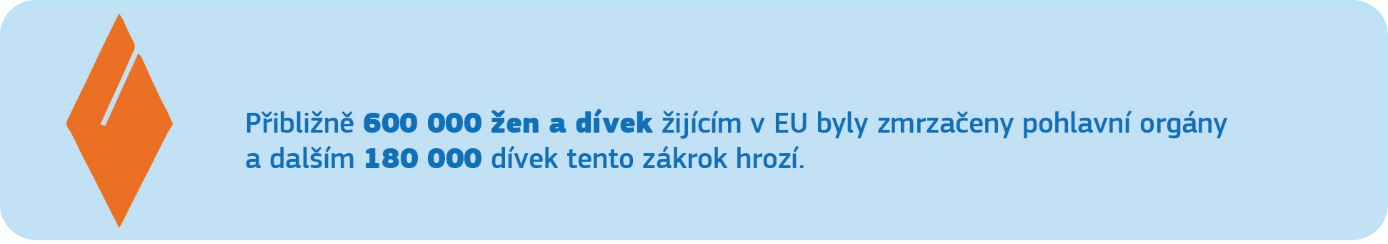 Přibližně 600 000 žen a dívek žijícím v EU byly zmrzačeny pohlavní orgány
a dalším 180 000 dívek tento zákrok hrozí.